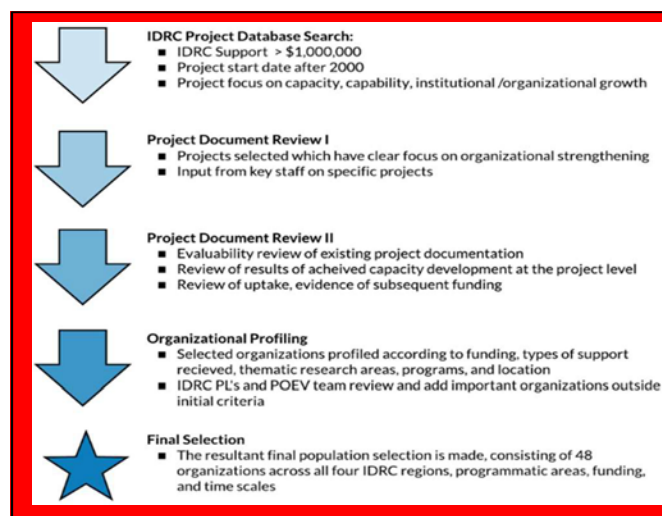 IDRC Project Database Search:
■ IDRC Support > $1,000,000
■ Project start date after 2000
■ Project focus on capacity, capability, institutional /organizational growth
Project Document Review I
■ Projects selected which have clear focus on organizational strengthening
■ Input from key staff on specific projects
Project Document Review II
■ Evaluability review of existing project documentation
■ Review of results of acheived capacity development at the project level
■ Review of uptake, evidence of subsequent funding
Organizational Profiling
■ Selected organizations profiled according to funding, types of support
recieved, thematic research areas, programs, and location
■ IDRC PL's and POEV team review and add important organizations outside
initial criteria
Final Selection
■ The resultant final population selection is made, consisting of 48
organizations across all four IDRC regions, programmatic areas, funding,
and time scales